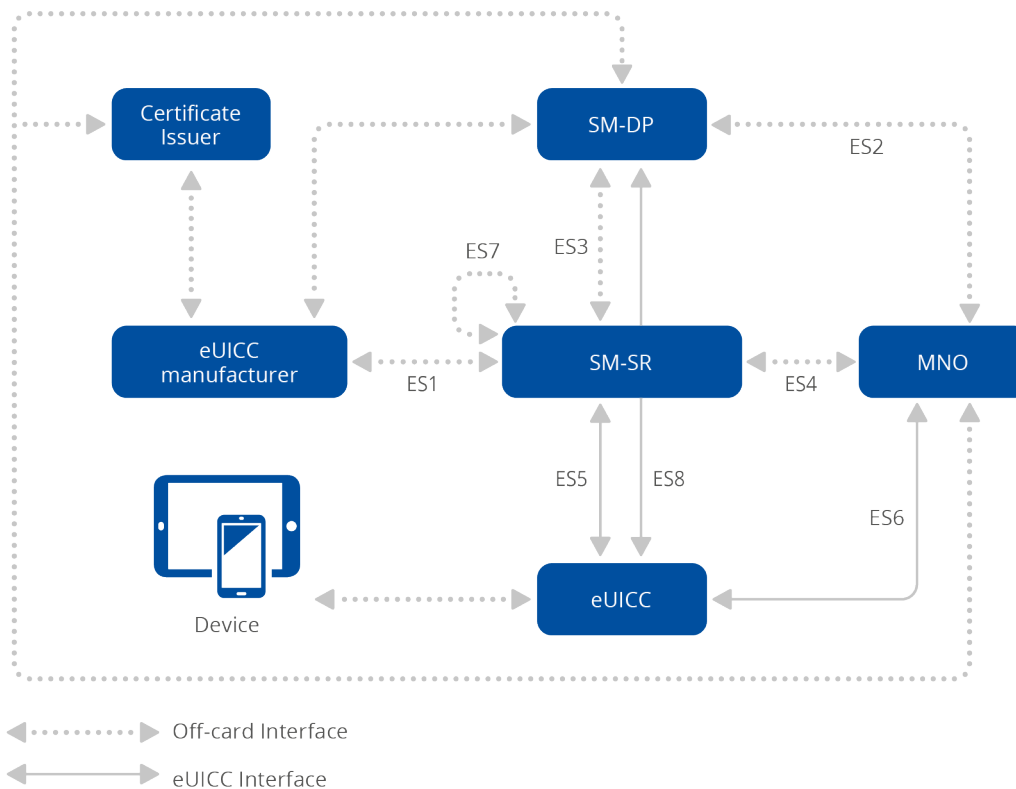 Certificate
Issuer
SM-DP
ES2
ES7
ES3
eUICC
manufacturer
SM-SR
MNO
ES1
ES4
ES5
ES8
ES6
eUICC
Device
Off-card Interface
eUICC Interface